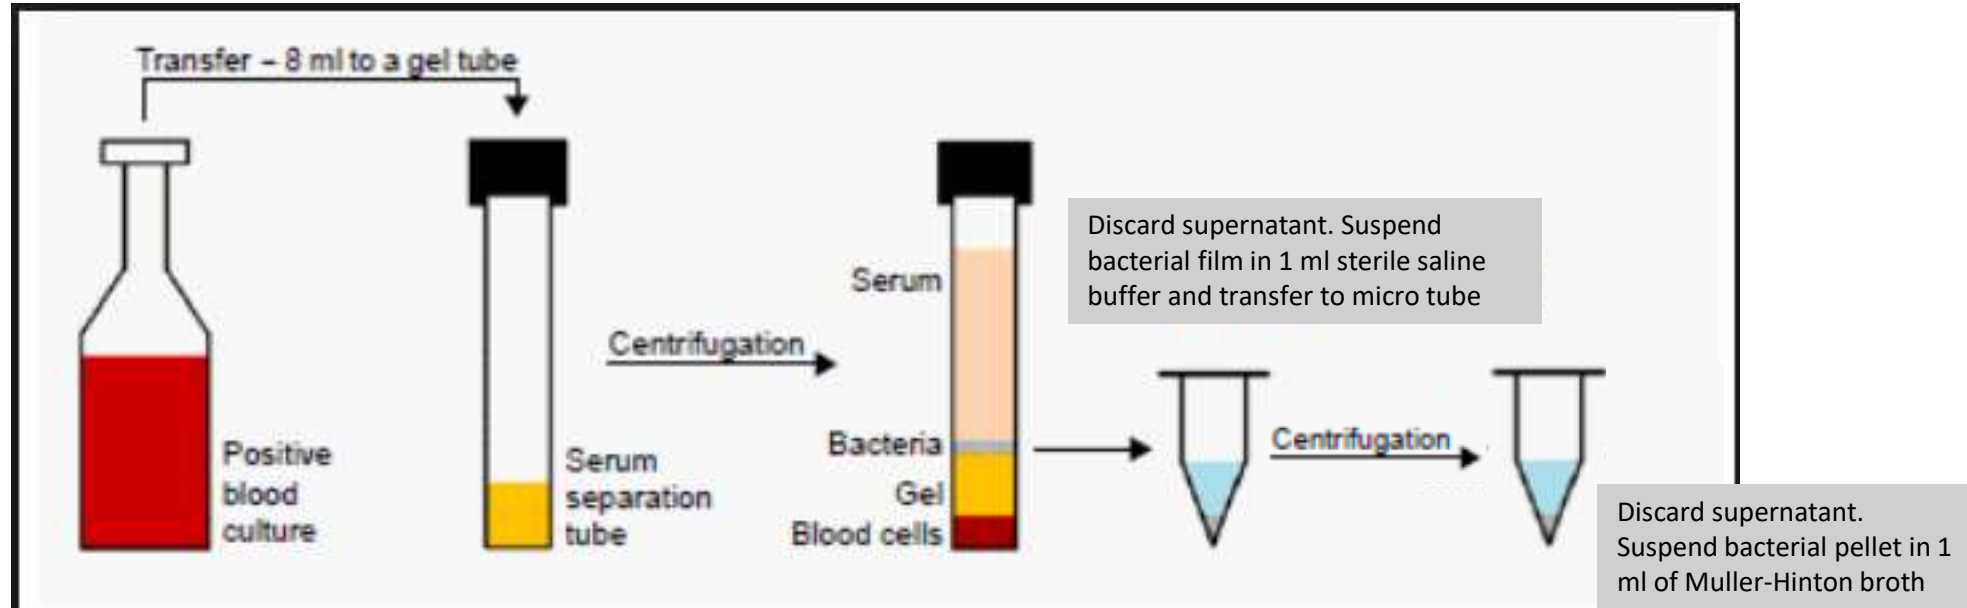 Transfer – 8 ml to a gel tube
Positive
blood
culture
Serum
separation
tube
Centrifugation
Serum
Bacteria
Gel
Blood cells
Discard supernatant. Suspend
bacterial film in 1 ml sterile saline
buffer and transfer to micro tube
Centrifugation
Discard supernatant.
Suspend bacterial pellet in 1
ml of Muller-Hinton broth